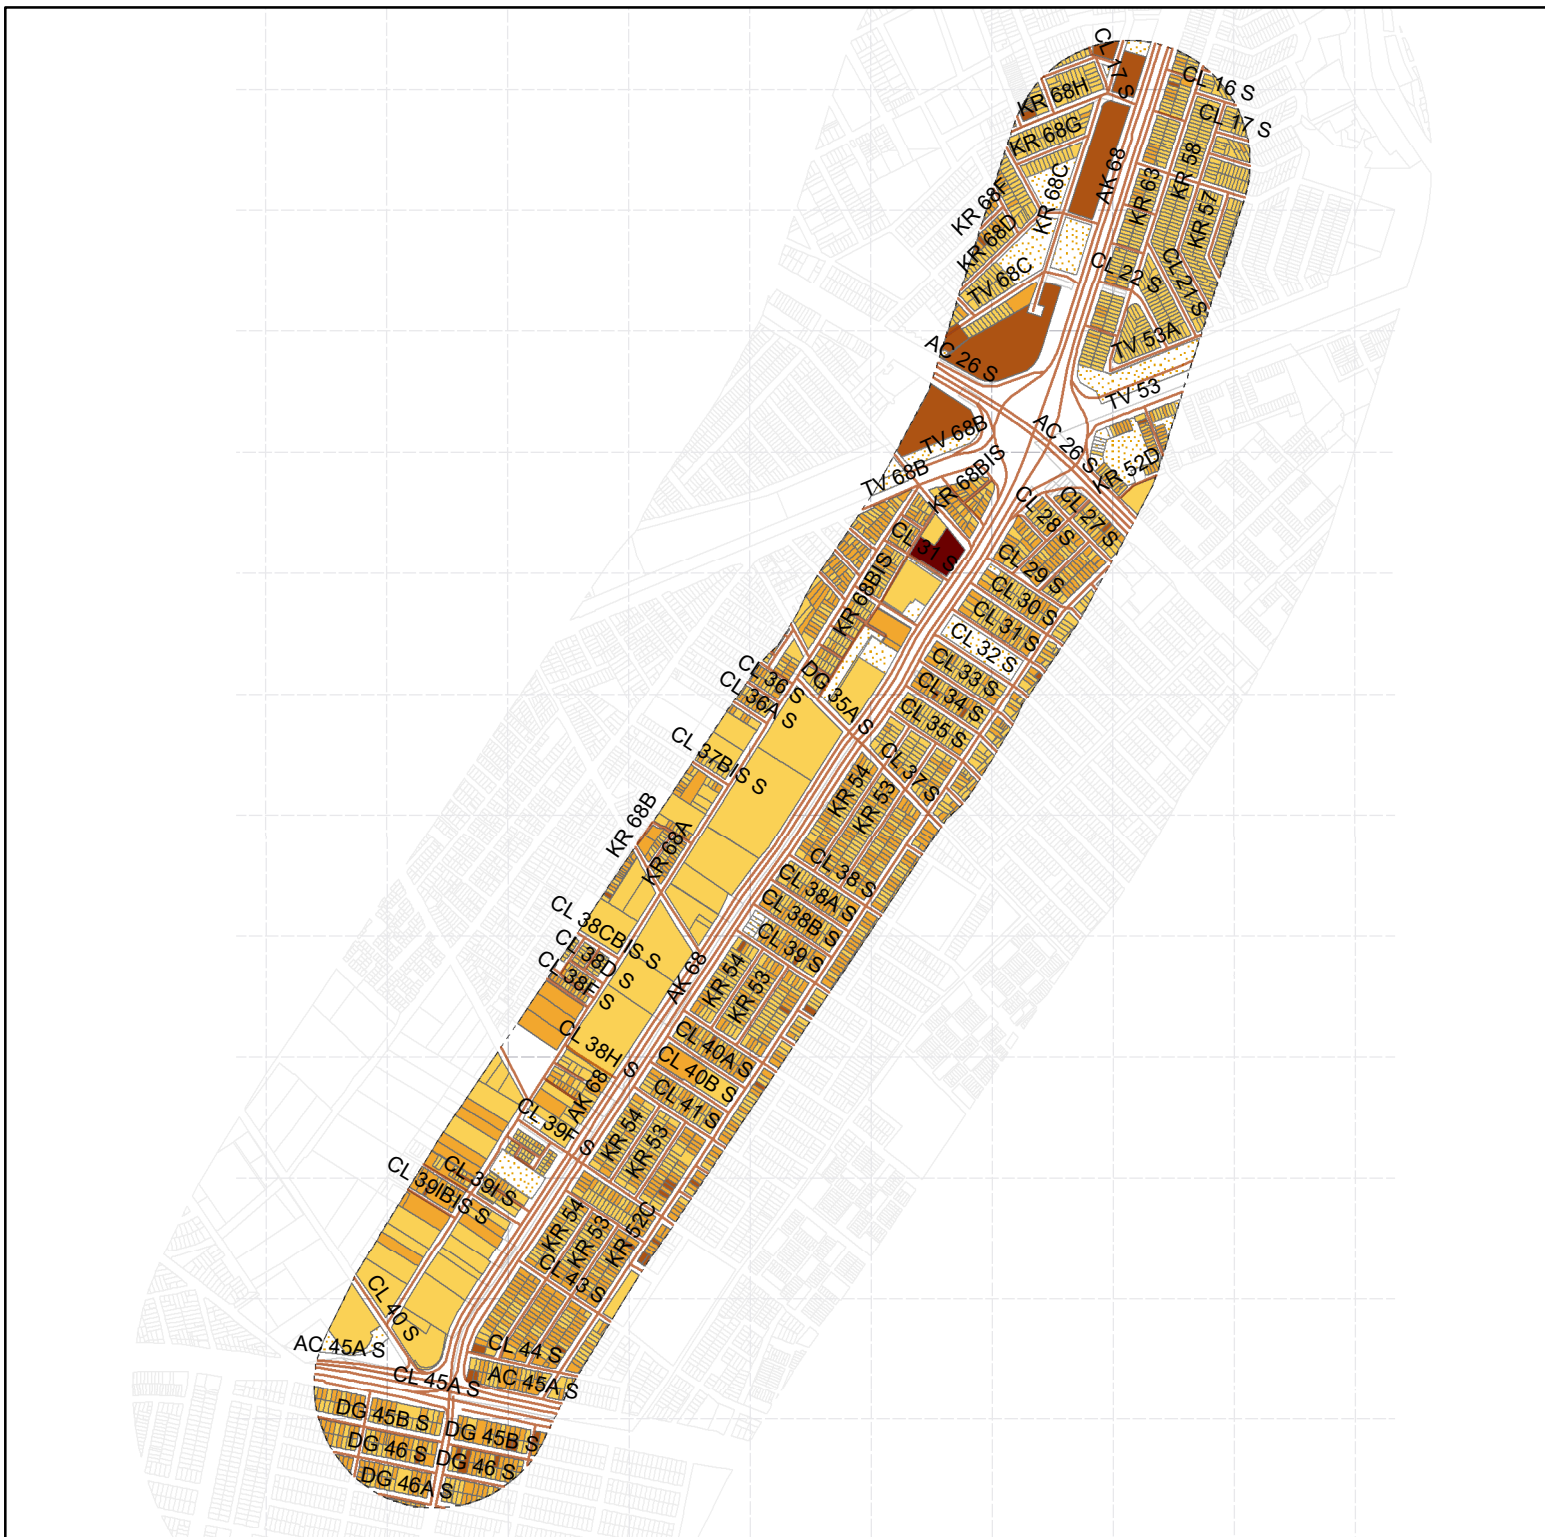 CL 17 S
CL 16 S
KR 68H
CL 17 S
KR 68G
KR 58
AK 68
KR 63
KR 68C
KR 68F
KR 57
KR 68D
CL 22 S
CL 21 S
TV 68C
TV 53A
AC 26 S
TV 53
TV 68B
AC 26 S
KR 52D
TV 68B
KR 68BIS
CL 28 S
CL 27 S
CL 31 S
CL 29 S
KR 68BIS
CL 30 S
CL 31 S
CL 32 S
CL 33 S
CL 36 S
CL 36A S
DG 35A S
CL 34 S
CL 35 S
CL 37BIS S
CL 37 S
KR 54
KR 53
KR 68B
KR 68A
CL 38 S
CL 38A S
CL 38B S
CL 38CBIS S
CL 39 S
CL 38D S
CL 38F S
AK 68
KR 54
KR 53
CL 38H S
CL 40A S
CL 40B S
AK 68
CL 41 S
CL 39F S
KR 54
KR 53
CL 39I S
CL 39IBIS S
KR 54
KR 53
KR 52C
CL 43 S
CL 40 S
AC 45A S
CL 44 S
CL 45A S
AC 45A S
DG 45B S
DG 45B S
DG 46 S
DG 46 S
DG 46A S